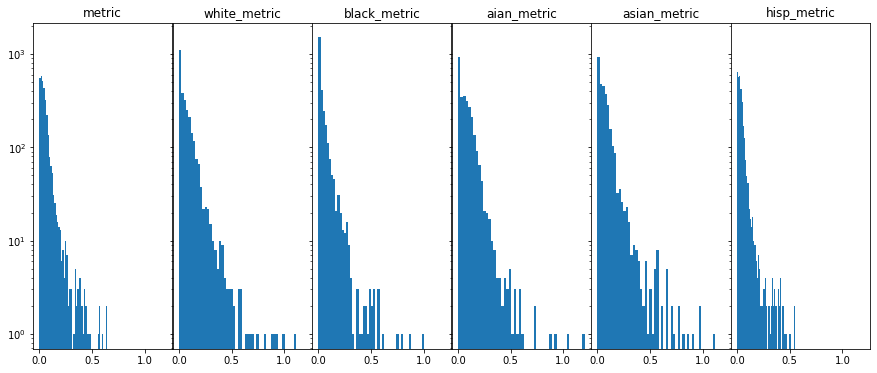 metric white_metric black_metric aian_metric asian_metric hisp_metric
10³
10²
10¹
10⁰
0.0 0.5 1.0 0.0 0.5 1.0 0.0 0.5 1.0 0.0 0.5 1.0 0.0 0.5 1.0 0.0 0.5 1.0